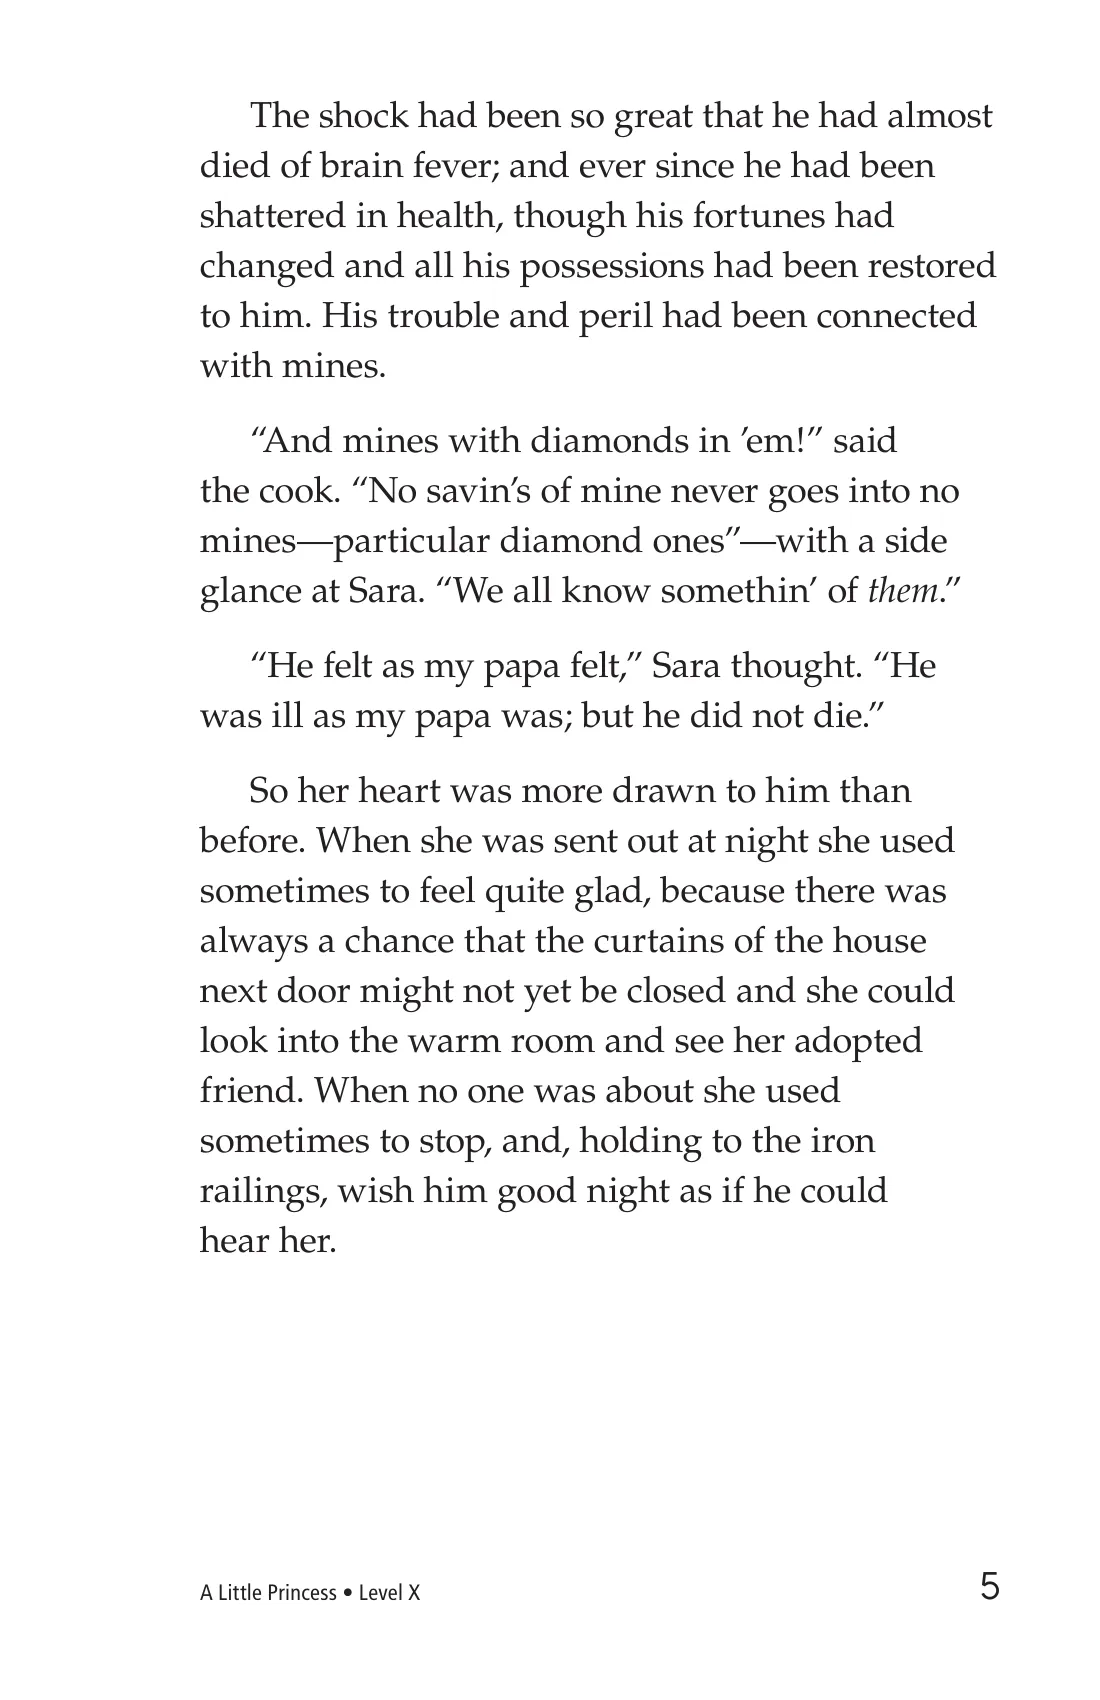 The shock had been so great that he had almost
died of brain fever; and ever since he had been
shattered in health, though his fortunes had
changed and all his possessions had been restored
to him. His trouble and peril had been connected
with mines.
“And mines with diamonds in ’em!” said
the cook. “No savin’s of mine never goes into no
mines—particular diamond ones”—with a side
glance at Sara. “We all know somethin’ of them.”
“He felt as my papa felt,” Sara thought. “He
was ill as my papa was; but he did not die.”
So her heart was more drawn to him than
before. When she was sent out at night she used
sometimes to feel quite glad, because there was
always a chance that the curtains of the house
next door might not yet be closed and she could
look into the warm room and see her adopted
friend. When no one was about she used
sometimes to stop, and, holding to the iron
railings, wish him good night as if he could
hear her.
A Little Princess • Level X
5